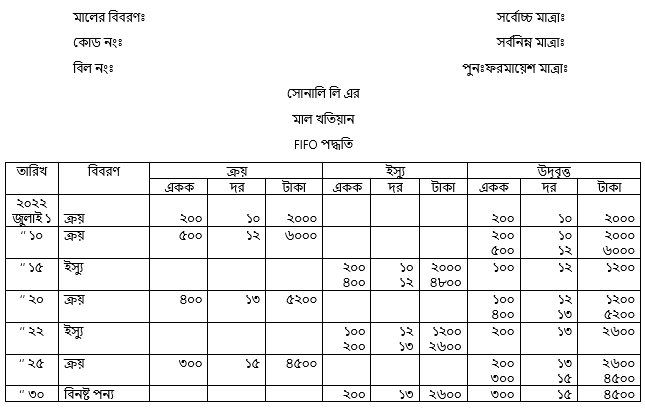 মালের বিবরণঃ সর্বোচ্চ মাত্রাঃ
কোড নংঃ সর্বনিম্ন মাত্রাঃ
বিল নংঃ পুনঃফরমায়েশ মাত্রাঃ
সোনালি লি এর
মাল খতিয়ান
FIFO পদ্ধতি
তারিখ বিবরণ ক্রয় ইস্যু উদ্বৃত্ত
একক দর টাকা একক দর টাকা একক দর টাকা
২০২২
জুলাই ১ ক্রয় ২০০ ১০ ২০০০ ২০০ ১০ ২০০০
“ ১০ ক্রয় ৫০০ ১২ ৬০০০ ২০০ ১০ ২০০০
৫০০ ১২ ৬০০০
“ ১৫ ইস্যু ২০০ ১০ ২০০০ ১০০ ১২ ১২০০
৪০০ ১২ ৪৮০০
“ ২০ ক্রয় ৪০০ ১৩ ৫২০০ ১০০ ১২ ১২০০
৪০০ ১৩ ৫২০০
“ ২২ ইস্যু ১০০ ১২ ১২০০ ২০০ ১৩ ২৬০০
২০০ ১৩ ২৬০০
“ ২৫ ক্রয় ৩০০ ১৫ ৪৫০০ ২০০ ১৩ ২৬০০
৩০০ ১৫ ৪৫০০
“ ৩০ বিনষ্ট পন্য ২০০ ১৩ ২৬০০ ৩০০ ১৫ ৪৫০০